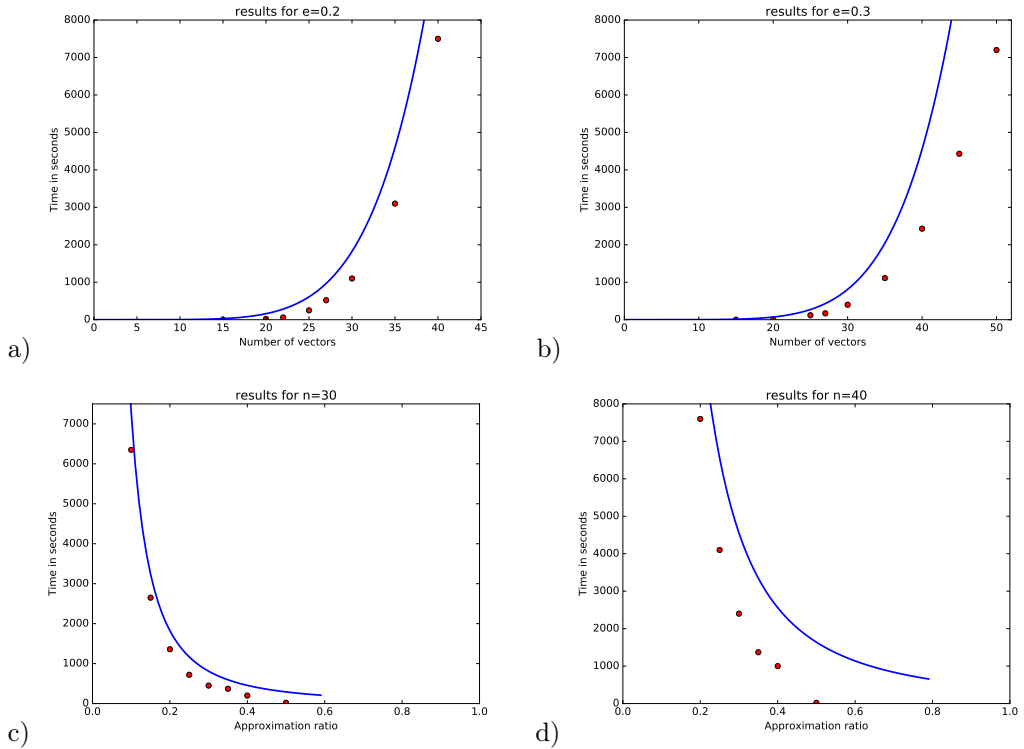 results for e=0.2
8000
7000
6000
5000
4000
3000
2000
1000
0
Time in seconds
0 5 10 15 20 25 30 35 40 45
Number of vectors
a)
results for e=0.3
8000
7000
6000
5000
4000
3000
2000
1000
0
Time in seconds
0 10 20 30 40 50
Number of vectors
b)
results for n=30
7000
6000
5000
4000
3000
2000
1000
0
Time in seconds
0.0 0.2 0.4 0.6 0.8 1.0
Approximation ratio
c)
results for n=40
8000
7000
6000
5000
4000
3000
2000
1000
0
Time in seconds
0.0 0.2 0.4 0.6 0.8 1.0
Approximation ratio
d)